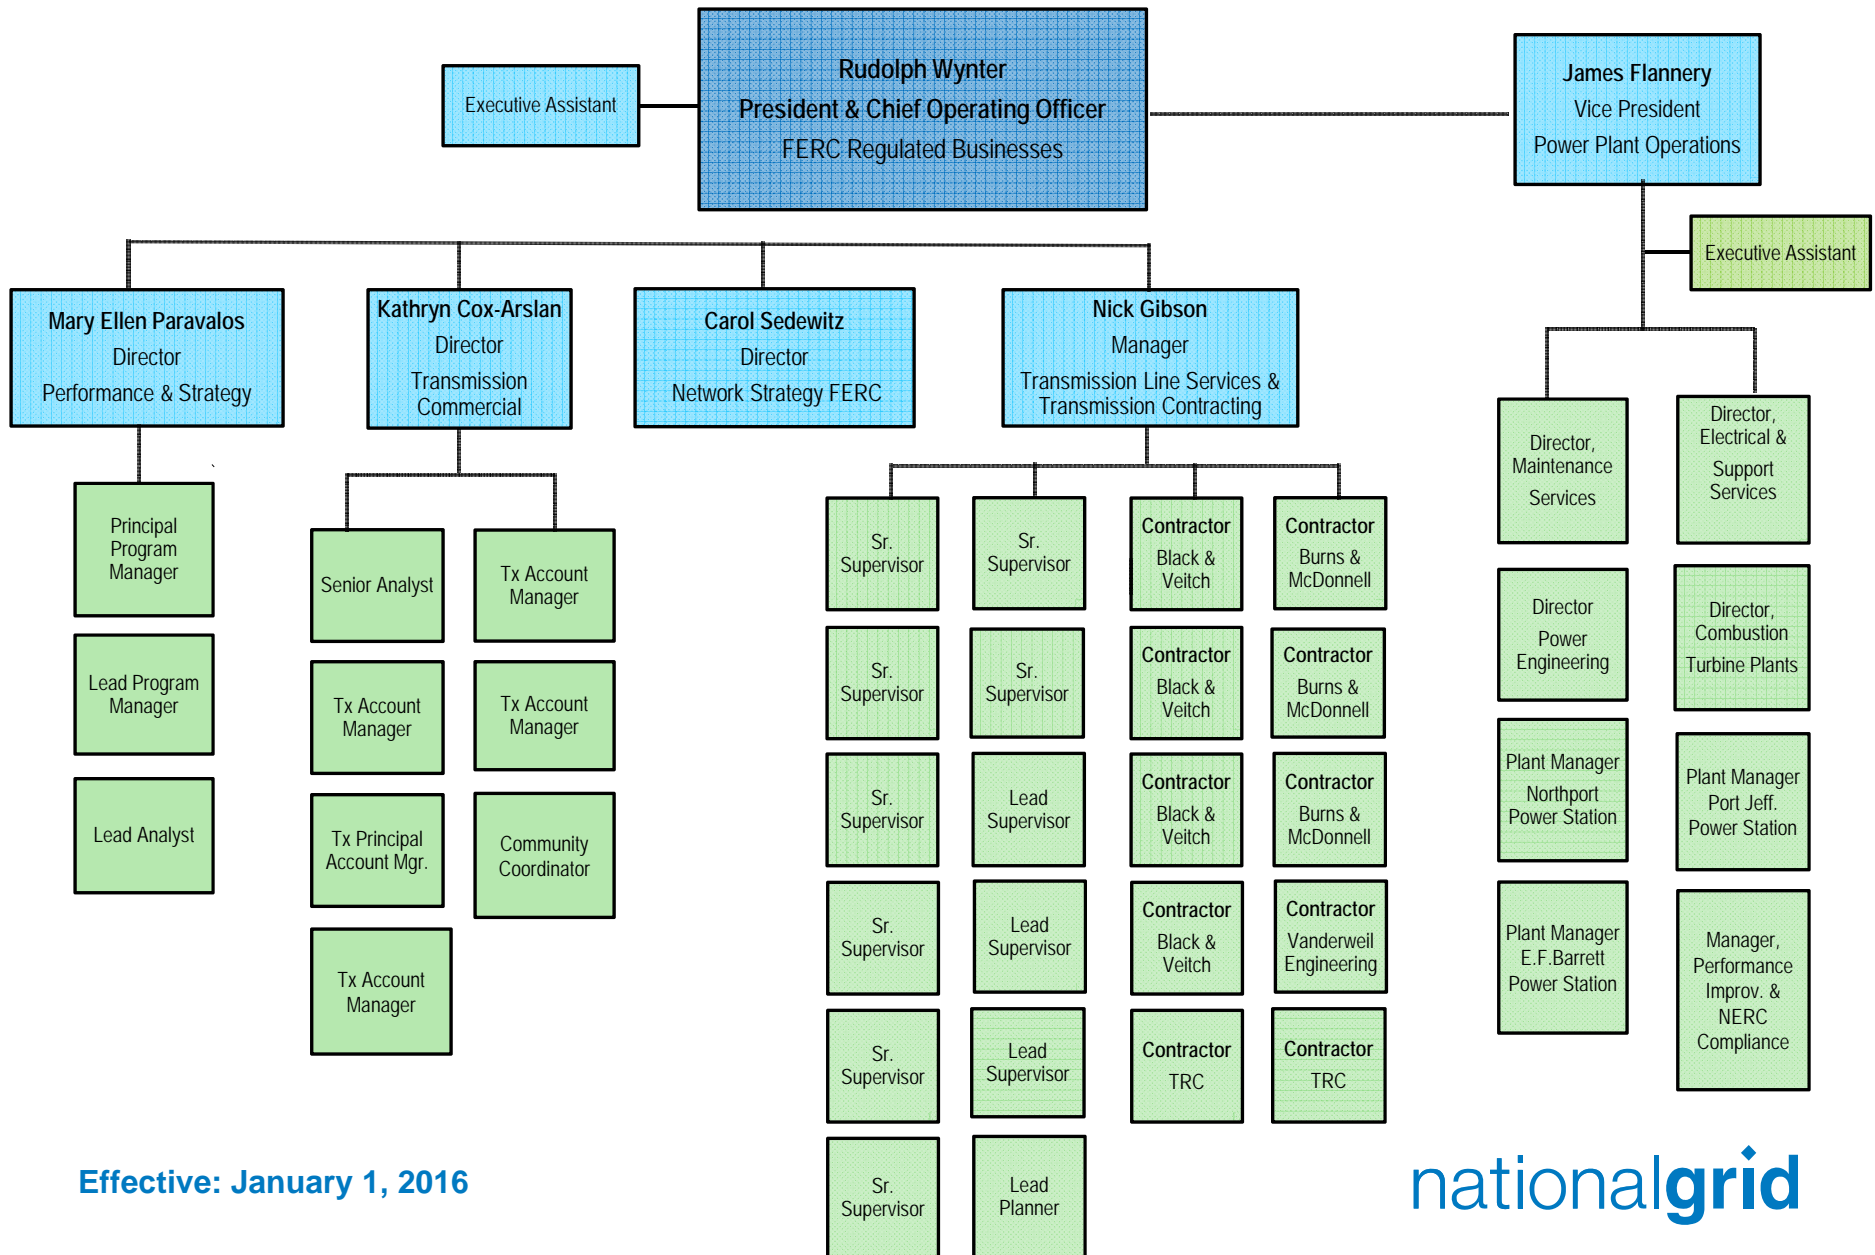 Rudolph Wynter
President & Chief Operating Officer
FERC Regulated Businesses
Executive Assistant
James Flannery
Vice President
Power Plant Operations
Executive Assistant
Mary Ellen Paravalos
Director
Performance & Strategy
Kathryn Cox-Arslan
Director
Transmission
Commercial
Carol Sedewitz
Director
Network Strategy FERC
Nick Gibson
Manager
Transmission Line Services &
Transmission Contracting
Principal
Program
Manager
Lead Program
Manager
Lead Analyst
Senior Analyst
Tx Account
Manager
Tx Account
Manager
Tx Account
Manager
Tx Principal
Account Mgr.
Community
Coordinator
Tx Account
Manager
Sr.
Supervisor
Sr.
Supervisor
Contractor
Black &
Veitch
Contractor
Burns &
McDonnell
Sr.
Supervisor
Sr.
Supervisor
Contractor
Black &
Veitch
Contractor
Burns &
McDonnell
Sr.
Supervisor
Lead
Supervisor
Contractor
Black &
Veitch
Contractor
Burns &
McDonnell
Sr.
Supervisor
Lead
Supervisor
Contractor
Black &
Veitch
Contractor
Vanderweil
Engineering
Sr.
Supervisor
Lead
Supervisor
Contractor
TRC
Contractor
TRC
Sr.
Supervisor
Lead
Planner
Director,
Maintenance
Services
Director,
Electrical &
Support
Services
Director
Power
Engineering
Director,
Combustion
Turbine Plants
Plant Manager
Northport
Power Station
Plant Manager
Port Jeff.
Power Station
Plant Manager
E.F.Barrett
Power Station
Manager,
Performance
Improv. &
NERC
Compliance
Effective: January 1, 2016
nationalgrid